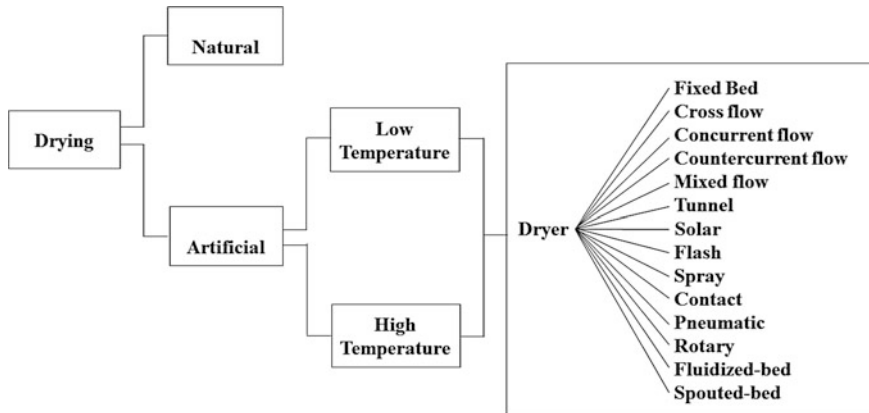 Natural
Drying
Artificial
Low
Temperature
High
Temperature
Dryer
Fixed Bed
Cross flow
Concurrent flow
Countercurrent flow
Mixed flow
Tunnel
Solar
Flash
Spray
Contact
Pneumatic
Rotary
Fluidized-bed
Spouted-bed